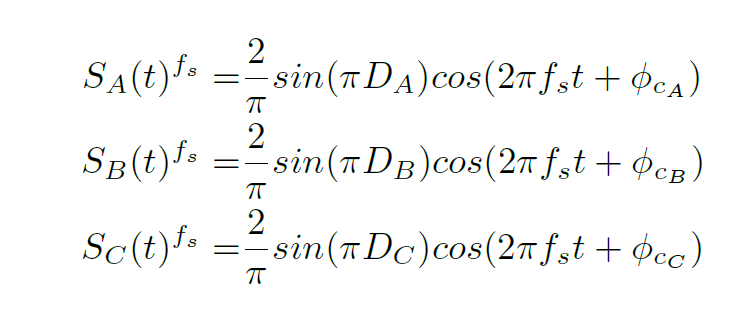 $S_A(t)^{f_s} = \frac{2}{\pi} sin(\pi D_A)cos(2\pi f_s t + \phi_{c_A})$
$S_B(t)^{f_s} = \frac{2}{\pi} sin(\pi D_B)cos(2\pi f_s t + \phi_{c_B})$
$S_C(t)^{f_s} = \frac{2}{\pi} sin(\pi D_C)cos(2\pi f_s t + \phi_{c_C})$